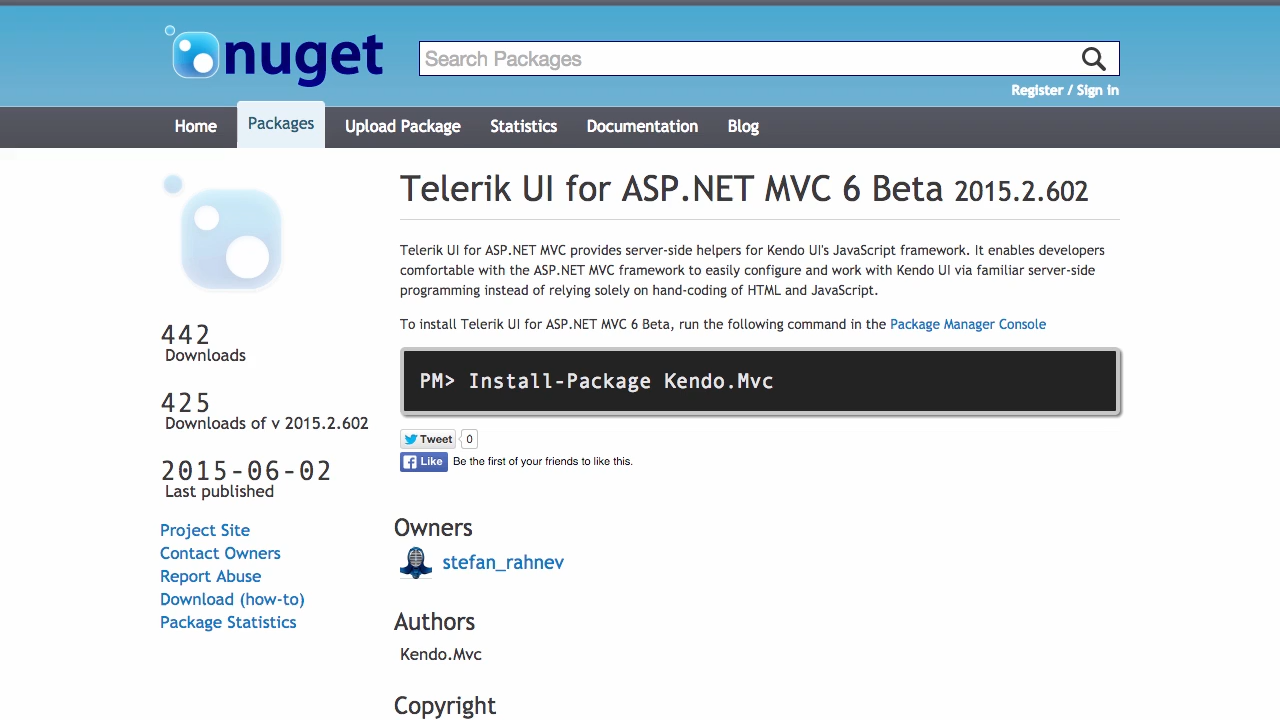 nuget
Search Packages
Register / Sign in
Home
Packages
Upload Package
Statistics
Documentation
Blog
Telerik UI for ASP.NET MVC 6 Beta 2015.2.602
Telerik UI for ASP.NET MVC provides server-side helpers for Kendo UI's JavaScript framework. It enables developers
comfortable with the ASP.NET MVC framework to easily configure and work with Kendo UI via familiar server-side
programming instead of relying solely on hand-coding of HTML and JavaScript.
To install Telerik UI for ASP.NET MVC 6 Beta, run the following command in the Package Manager Console
PM> Install-Package Kendo.Mvc
Tweet 0
Like Be the first of your friends to like this.
442
Downloads
425
Downloads of v 2015.2.602
2015-06-02
Last published
Project Site
Contact Owners
Report Abuse
Download (how-to)
Package Statistics
Owners
stefan_rahnev
Authors
Kendo.Mvc
Copyright